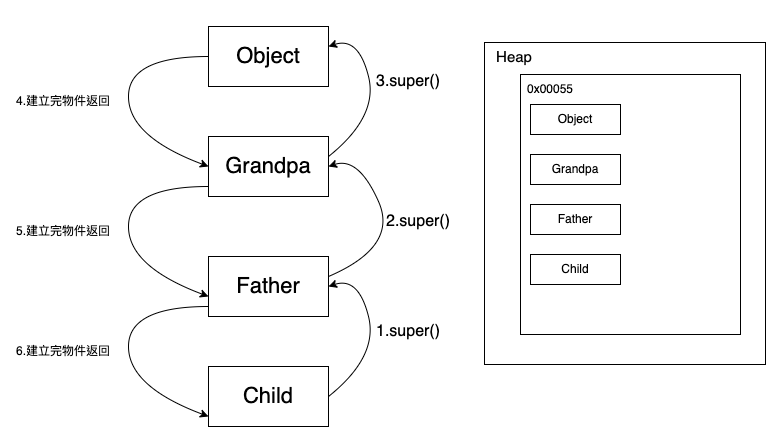 Object
3.super()
4.建立完物件返回
Grandpa
2.super()
5.建立完物件返回
Father
1.super()
6.建立完物件返回
Child
Heap
0x00055
Object
Grandpa
Father
Child